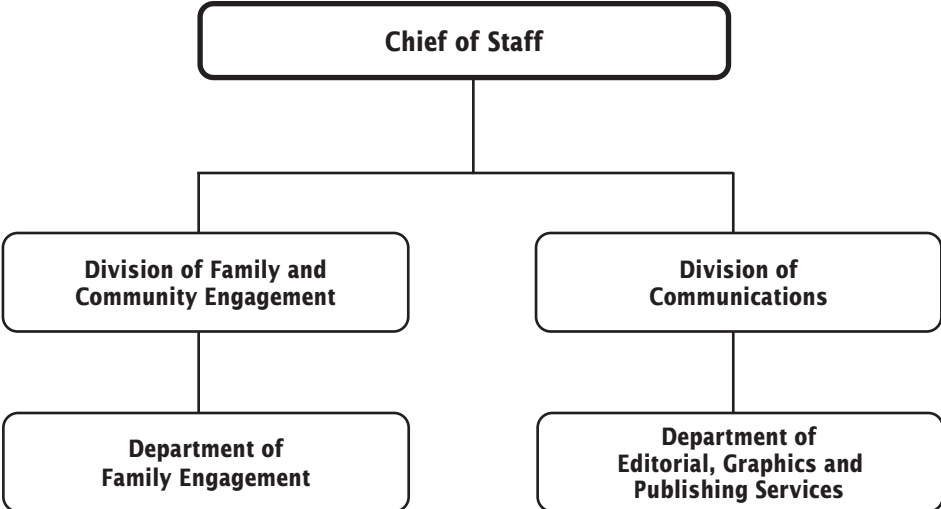 Chief of Staff
Division of Family and
Community Engagement
Division of
Communications
Department of
Family Engagement
Department of
Editorial, Graphics and
Publishing Services